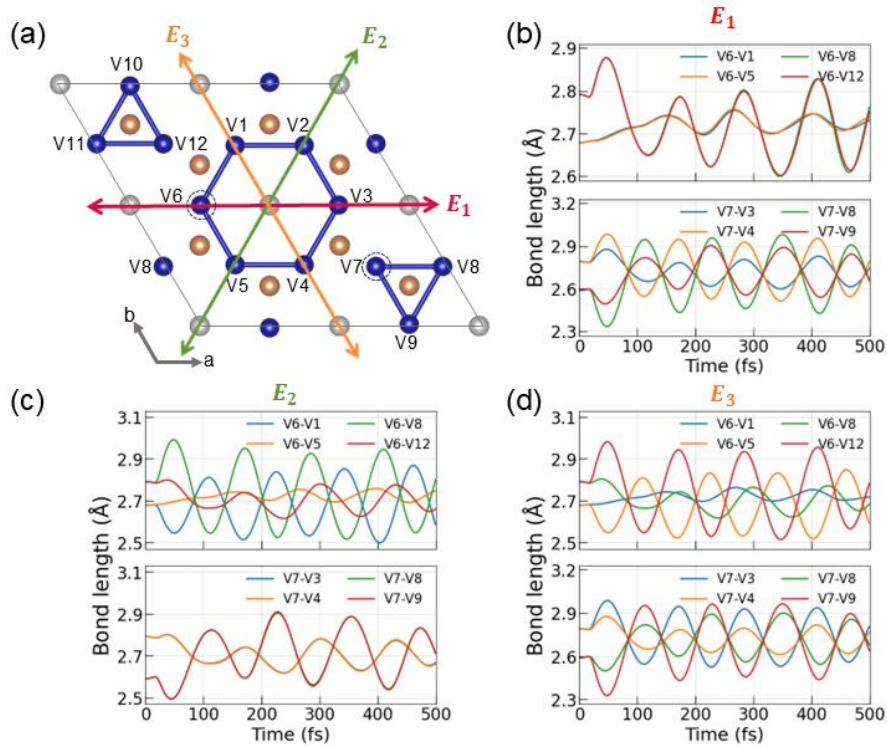 (a)
E3
E2
V10
V11
V12
V1
V2
V6
V3
E1
V8
V5
V4
V7
V8
V9
b
a
(b)
E1
2.9
2.8
2.7
2.6
V6-V1
V6-V8
V6-V5
V6-V12
3.2
2.9
2.6
2.3
V7-V3
V7-V8
V7-V4
V7-V9
Bond length (Å)
0 100 200 300 400 500
Time (fs)
(c)
E2
3.1
2.9
2.7
2.5
V6-V1
V6-V8
V6-V5
V6-V12
3.1
2.9
2.7
2.5
V7-V3
V7-V8
V7-V4
V7-V9
Bond length (Å)
0 100 200 300 400 500
Time (fs)
(d)
E3
3.1
2.9
2.7
2.5
V6-V1
V6-V8
V6-V5
V6-V12
3.2
2.9
2.6
2.3
V7-V3
V7-V8
V7-V4
V7-V9
Bond length (Å)
0 100 200 300 400 500
Time (fs)